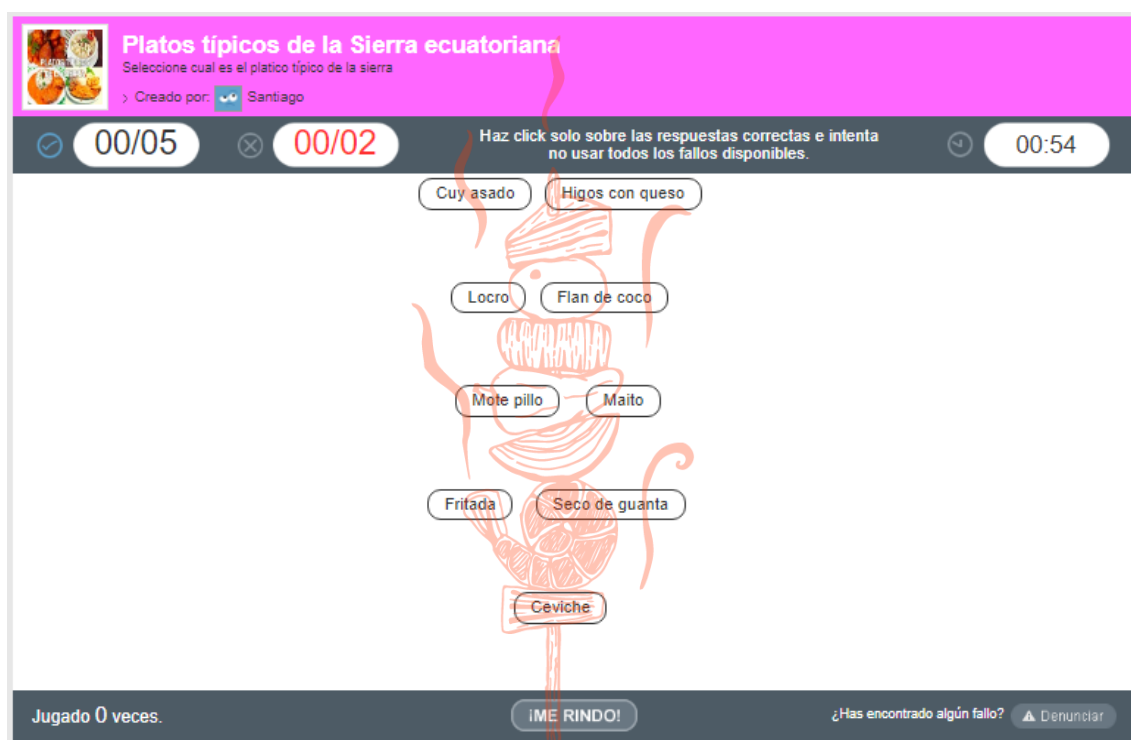 Platos típicos de la Sierra ecuatoriana
Seleccione cual es el platico típico de la sierra
> Creado por: Santiago
00/05
00/02
Haz click solo sobre las respuestas correctas e intenta
no usar todos los fallos disponibles.
00:54
Cuy asado
Higos con queso
Locro
Flan de coco
Mote pillo
Maito
Fritada
Seco de guanta
Ceviche
Jugado 0 veces.
¡ME RINDO!
¿Has encontrado algún fallo?
Denunciar